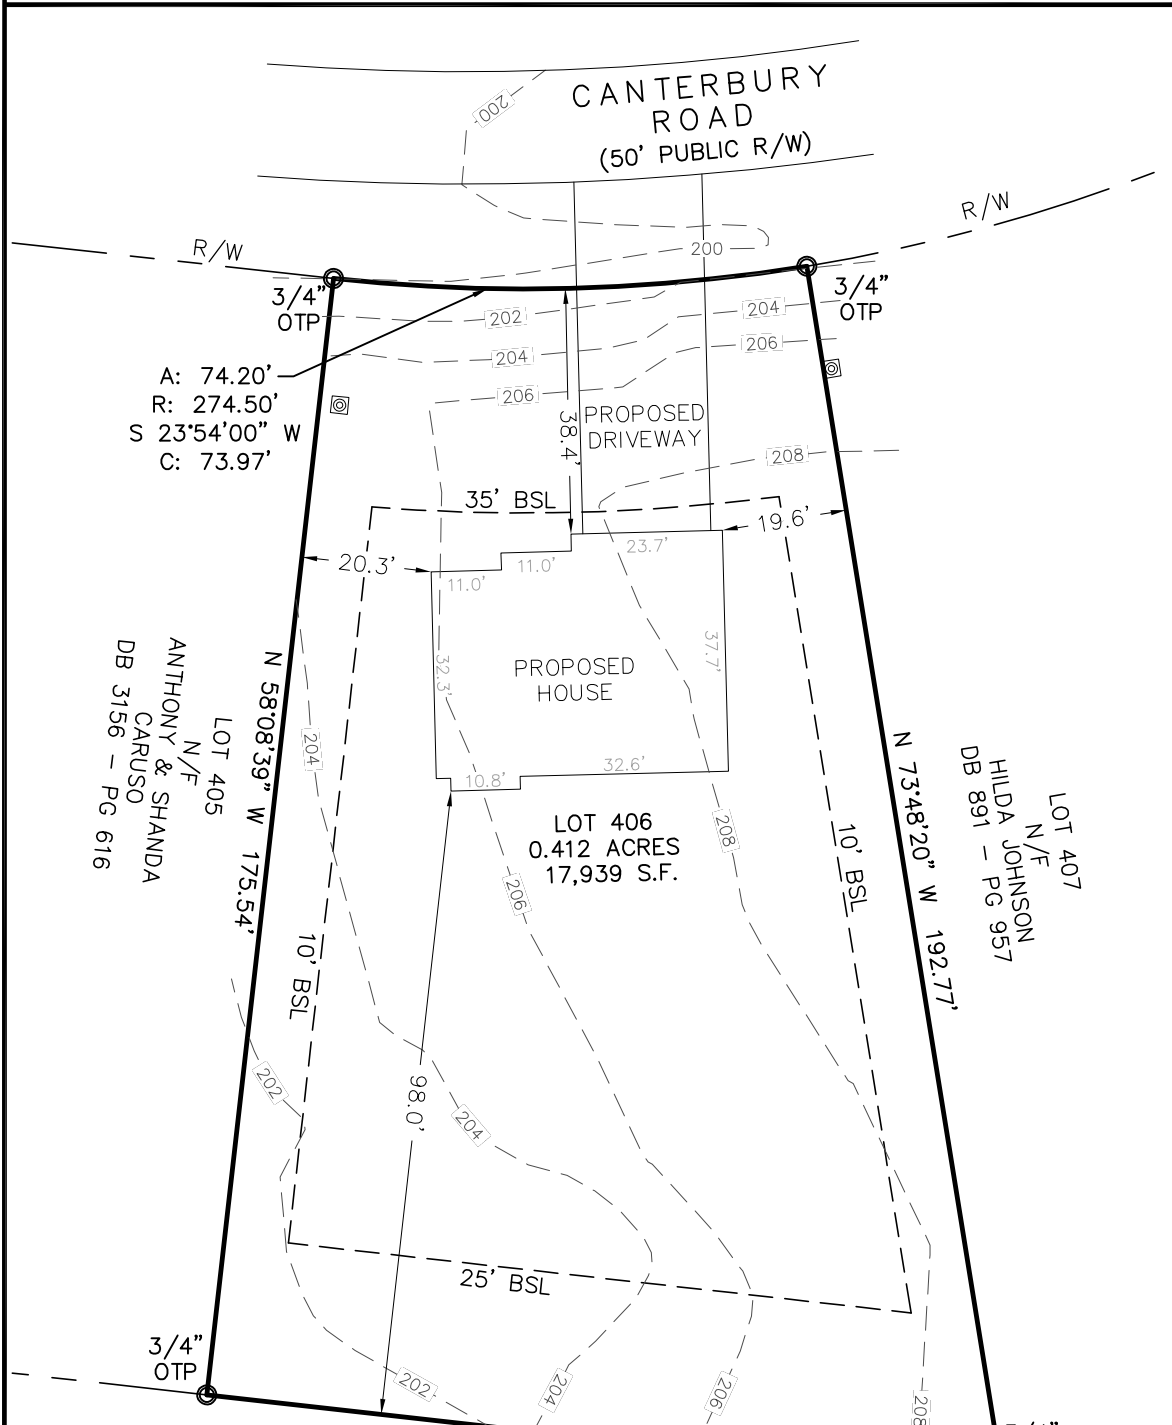 200
CANTERBURY
ROAD
(50' PUBLIC R/W)
R/W
R/W
200
3/4"
OTP
3/4"
OTP
202
204
204
206
206
A: 74.20'
R: 274.50'
S 23°54'00" W
C: 73.97'
38.4'
PROPOSED
DRIVEWAY
208
35' BSL
19.6'
20.3'
23.7'
11.0'
11.0'
32.3'
37.7'
PROPOSED
HOUSE
10.8'
32.6'
LOT 406
0.412 ACRES
17,939 S.F.
N 58°08'39" W 175.54'
LOT 405
N/F
ANTHONY & SHANDA
CARUSO
DB 3156 - PG 616
204
208
N 73°48'20" W 192.77'
LOT 407
N/F
HILDA JOHNSON
DB 891 - PG 957
10' BSL
206
10' BSL
202
98.0'
204
25' BSL
3/4"
OTP
202
204
206
208